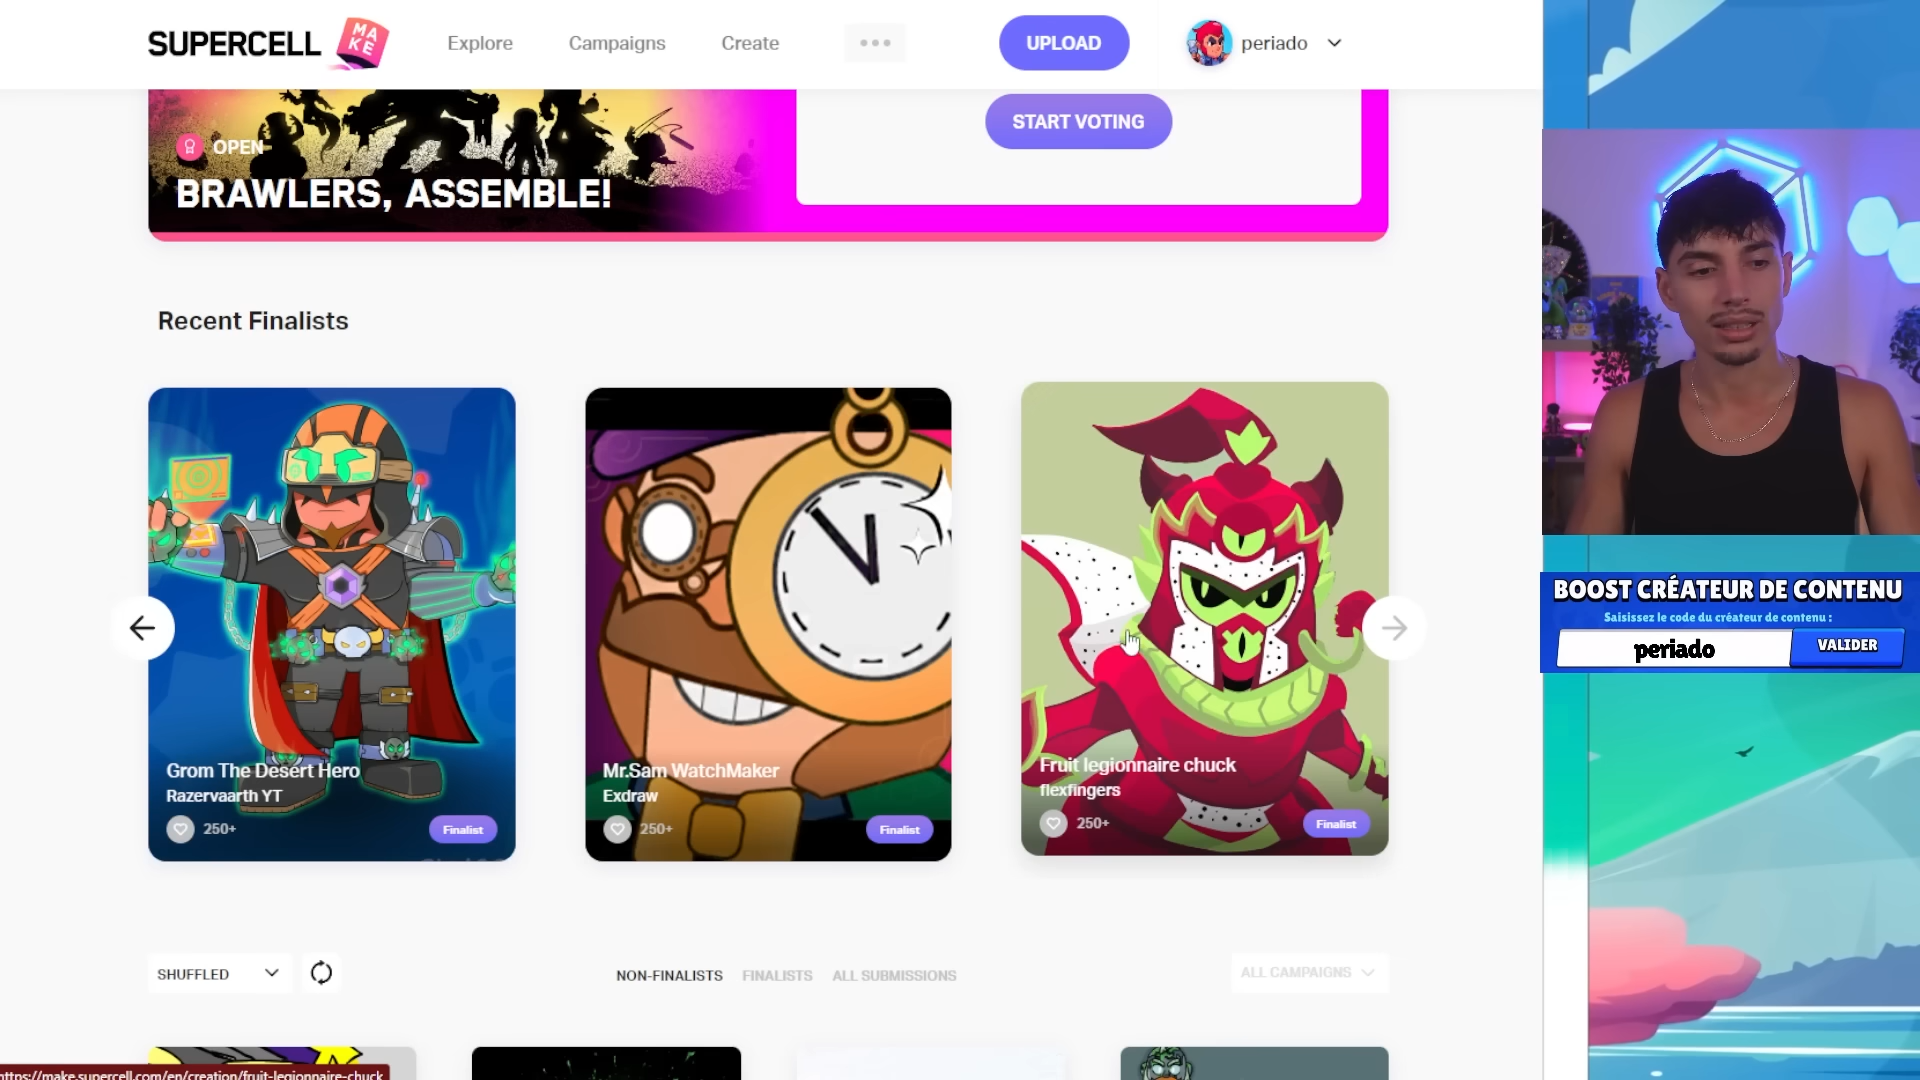 SUPERCELL
MAKE
Explore
Campaigns
Create
UPLOAD
periado
START VOTING
OPEN
BRAWLERS, ASSEMBLE!
Recent Finalists
Grom The Desert Hero
Razervaarth YT
250+
Finalist
Mr.Sam WatchMaker
Exdraw
250+
Finalist
Fruit legionnaire chuck
flexfingers
250+
Finalist
BOOST CRÉATEUR DE CONTENU
Saisissez le code du créateur de contenu :
periado
VALIDER
SHUFFLED
NON-FINALISTS
FINALISTS
ALL SUBMISSIONS
ALL CAMPAIGNS
https://make.supercell.com/en/creation/fruit-legionnaire-chuck